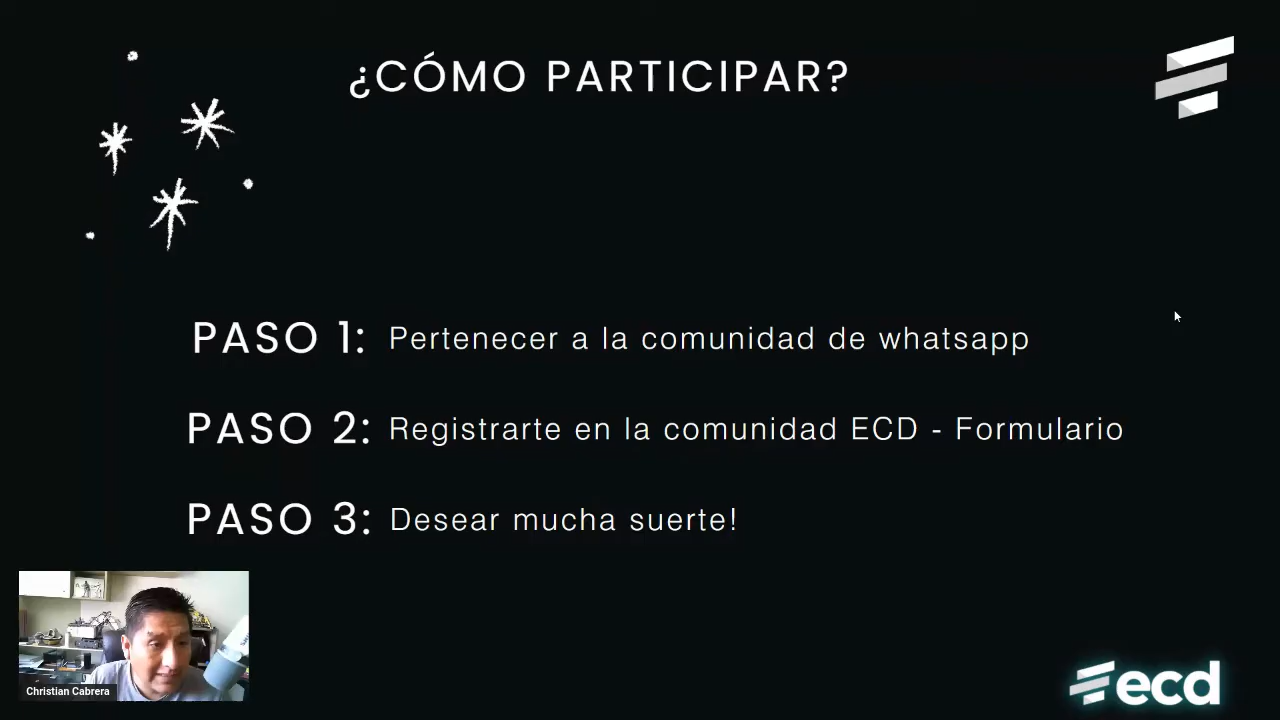 ¿CÓMO PARTICIPAR?
PASO 1: Pertenecer a la comunidad de whatsapp
PASO 2: Registrarte en la comunidad ECD - Formulario
PASO 3: Desear mucha suerte!
Christian Cabrera
ecd